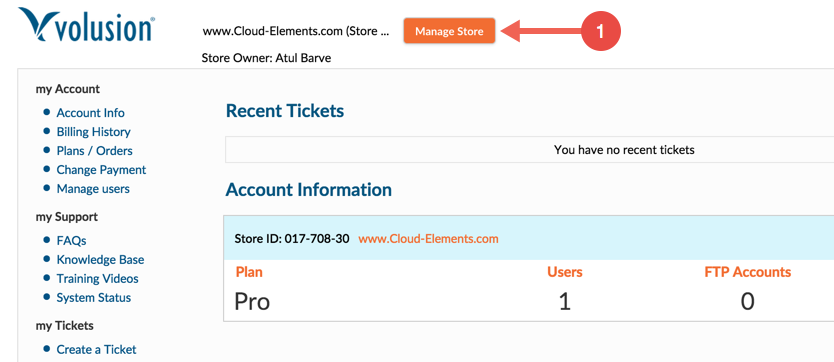 volusion
www.Cloud-Elements.com (Store ...
Manage Store
1
Store Owner: Atul Barve
my Account
Account Info
Billing History
Plans / Orders
Change Payment
Manage users
my Support
FAQs
Knowledge Base
Training Videos
System Status
my Tickets
Create a Ticket
Recent Tickets
You have no recent tickets
Account Information
Store ID: 017-708-30 www.Cloud-Elements.com
Plan Users FTP Accounts
Pro 1 0